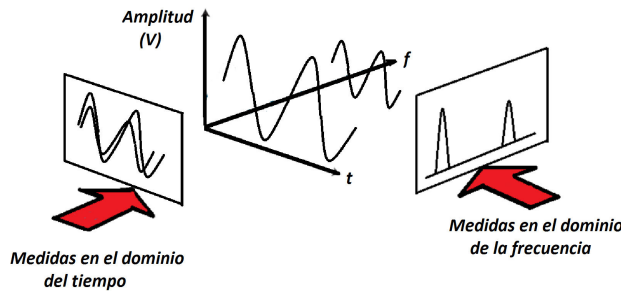 Amplitud
(V)
f
t
Medidas en el dominio
del tiempo
Medidas en el dominio
de la frecuencia